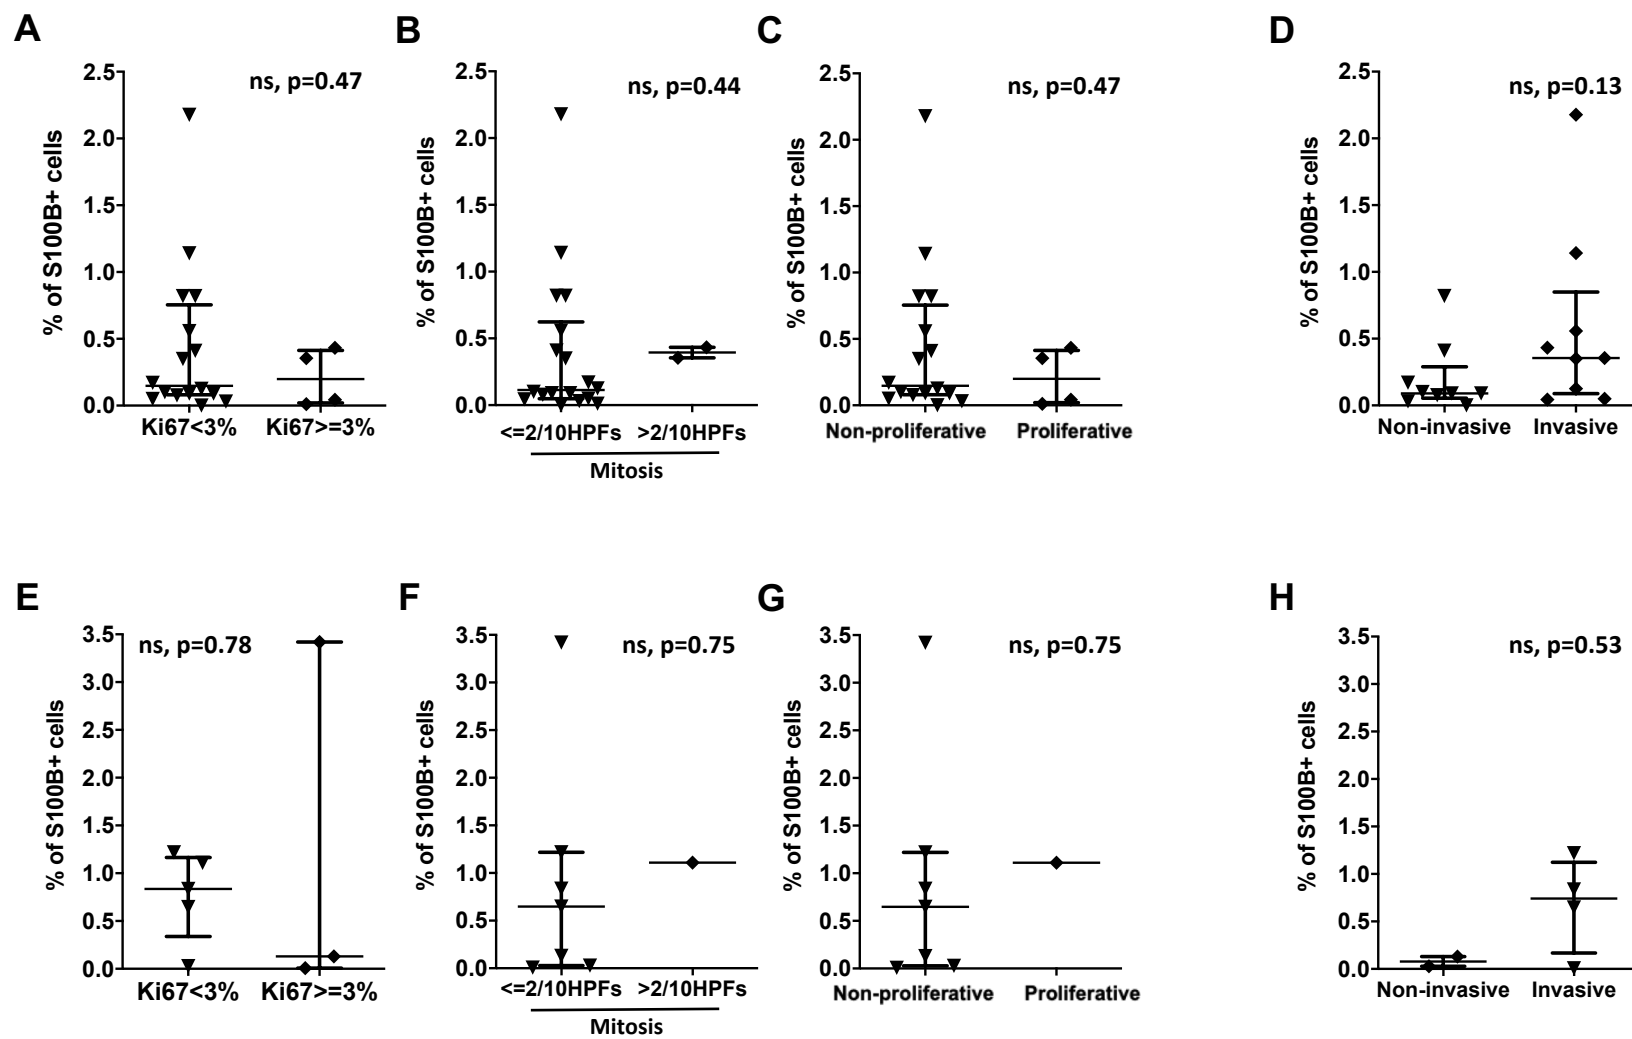 A
ns, p=0.47
% of S100B+ cells
2.5
2.0
1.5
1.0
0.5
0.0
Ki67<3%
Ki67>=3%
B
ns, p=0.44
% of S100B+ cells
2.5
2.0
1.5
1.0
0.5
0.0
<=2/10HPFs
>2/10HPFs
Mitosis
C
ns, p=0.47
% of S100B+ cells
2.5
2.0
1.5
1.0
0.5
0.0
Non-proliferative
Proliferative
D
ns, p=0.13
% of S100B+ cells
2.5
2.0
1.5
1.0
0.5
0.0
Non-invasive
Invasive
E
ns, p=0.78
% of S100B+ cells
3.5
3.0
2.5
2.0
1.5
1.0
0.5
0.0
Ki67<3%
Ki67>=3%
F
ns, p=0.75
% of S100B+ cells
3.5
3.0
2.5
2.0
1.5
1.0
0.5
0.0
<=2/10HPFs
>2/10HPFs
Mitosis
G
ns, p=0.75
% of S100B+ cells
3.5
3.0
2.5
2.0
1.5
1.0
0.5
0.0
Non-proliferative
Proliferative
H
ns, p=0.53
% of S100B+ cells
3.5
3.0
2.5
2.0
1.5
1.0
0.5
0.0
Non-invasive
Invasive